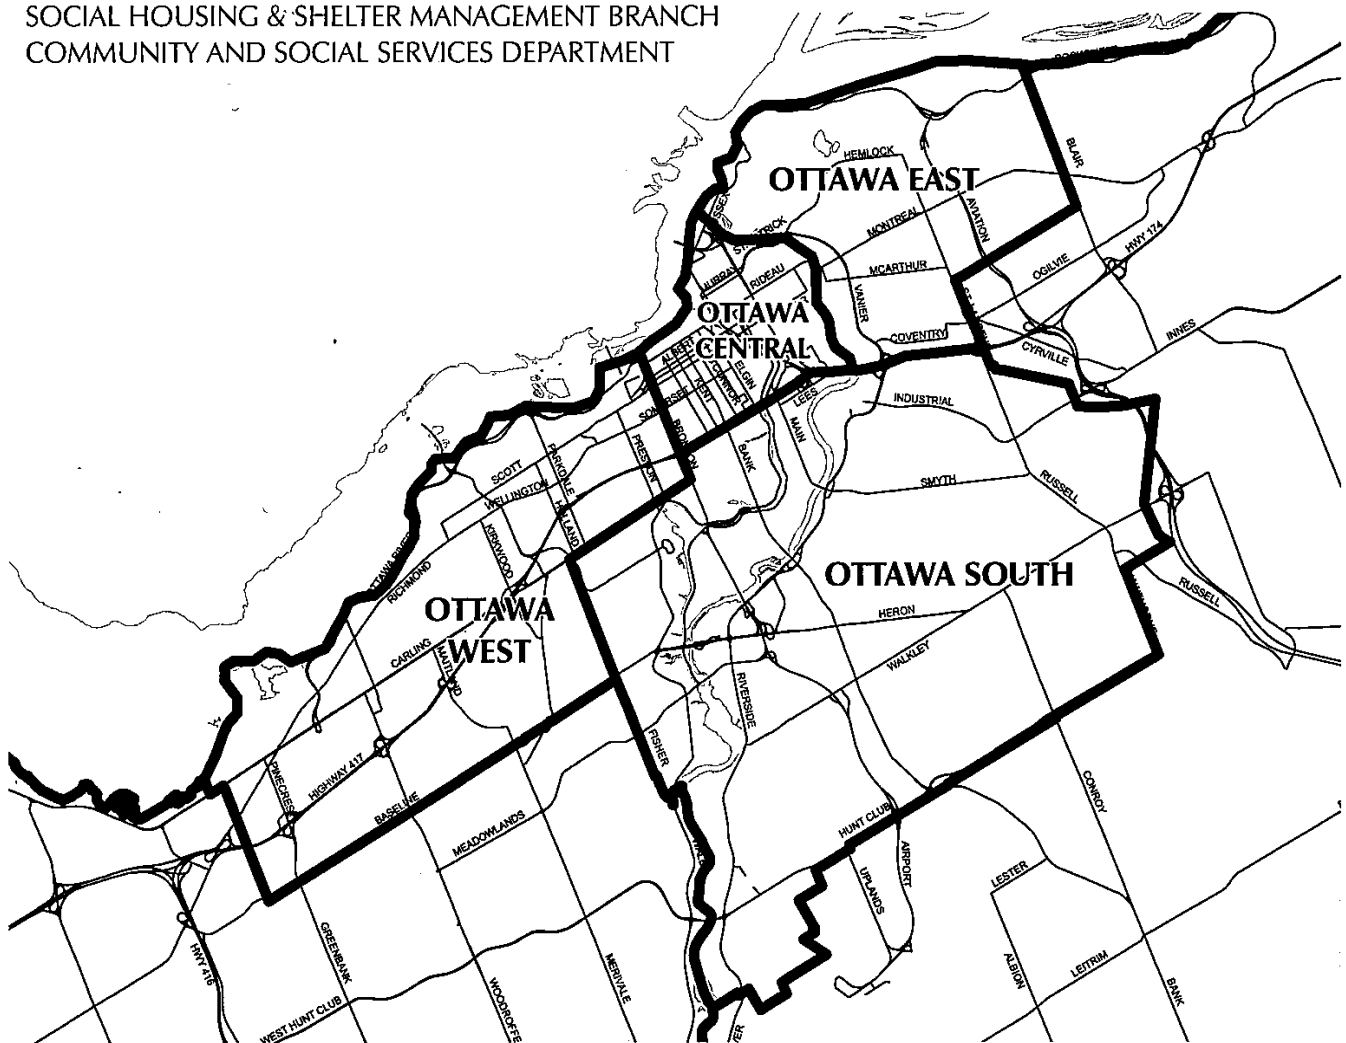 SOCIAL HOUSING & SHELTER MANAGEMENT BRANCH
COMMUNITY AND SOCIAL SERVICES DEPARTMENT
BLAIR
HEMLOCK
OTTAWA EAST
AVIATION
MONTREAL
HWY 174
OGILVIE
RIDEAU
MCARTHUR
VANIER
OTTAWA
CENTRAL
COVENTRY
CYRVILLE
INNES
ALBERT
ELGIN
KENT
LEES
INDUSTRIAL
SOMERSET
MAIN
PRESTON
BANK
SCOTT
PARKDALE
WELLINGTON
SMYTH
RUSSELL
HOLLAND
KIRKWOOD
OTTAWA RIVER
RICHMOND
OTTAWA SOUTH
RUSSELL
OTTAWA
WEST
HERON
CARLING
MAITLAND
WALKLEY
RIVERSIDE
FISHER
HIGHWAY 417
BASELINE
MEADOWLANDS
CONROY
HUNT CLUB
AIRPORT
UPLANDS
LESTER
GREENBANK
HWY 416
MERIVALE
ALBION
LEITRIM
WOODROFFE
WEST HUNT CLUB
BANK